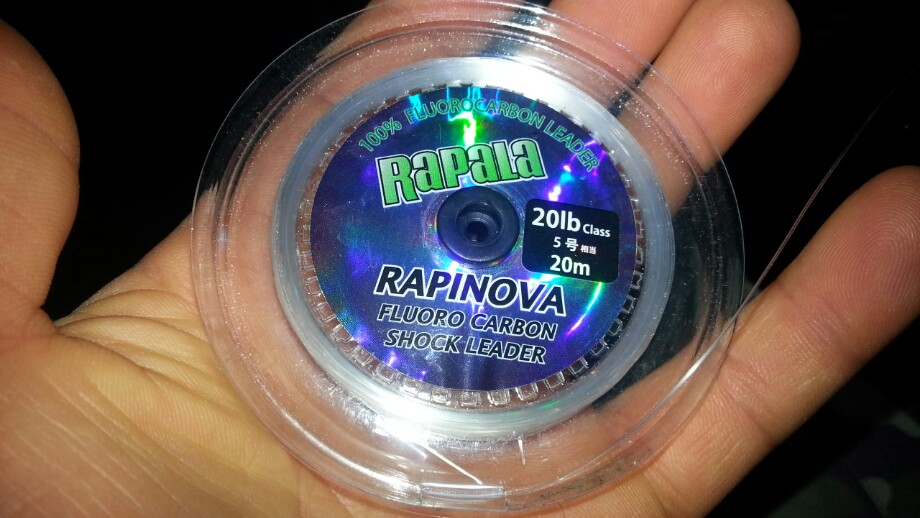 100% FLUOROCARBON LEADER
RAPALA
20lb Class
5号相当
20m
RAPINOVA
FLUORO CARBON
SHOCK LEADER